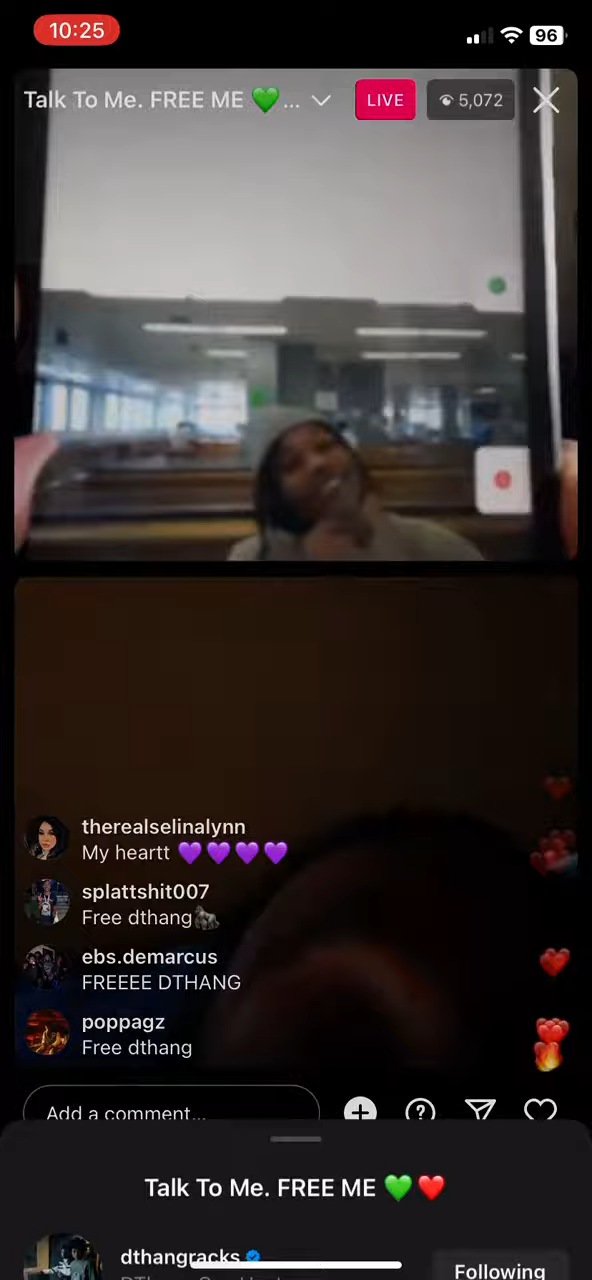 10:25
96
Talk To Me. FREE ME 💚...
LIVE
5,072
therealselinalynn
My heartt 💜💜💜💜
splattshit007
Free dthang🦍
ebs.demarcus
FREEEE DTHANG
poppagz
Free dthang
Add a comment...
Talk To Me. FREE ME 💚❤️
dthangracks
Following